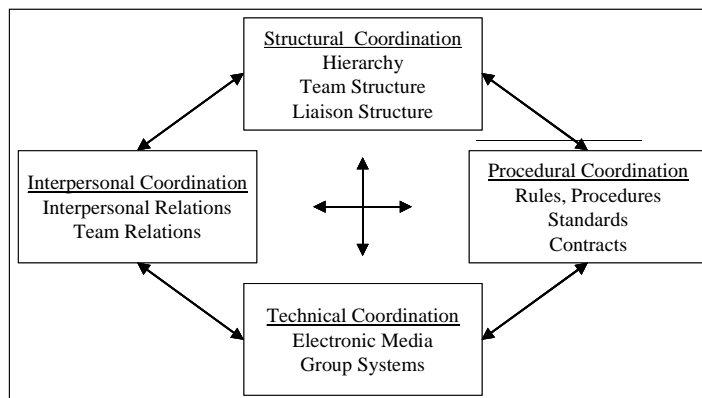 Structural Coordination
Hierarchy
Team Structure
Liaison Structure
Interpersonal Coordination
Interpersonal Relations
Team Relations
Procedural Coordination
Rules, Procedures
Standards
Contracts
Technical Coordination
Electronic Media
Group Systems